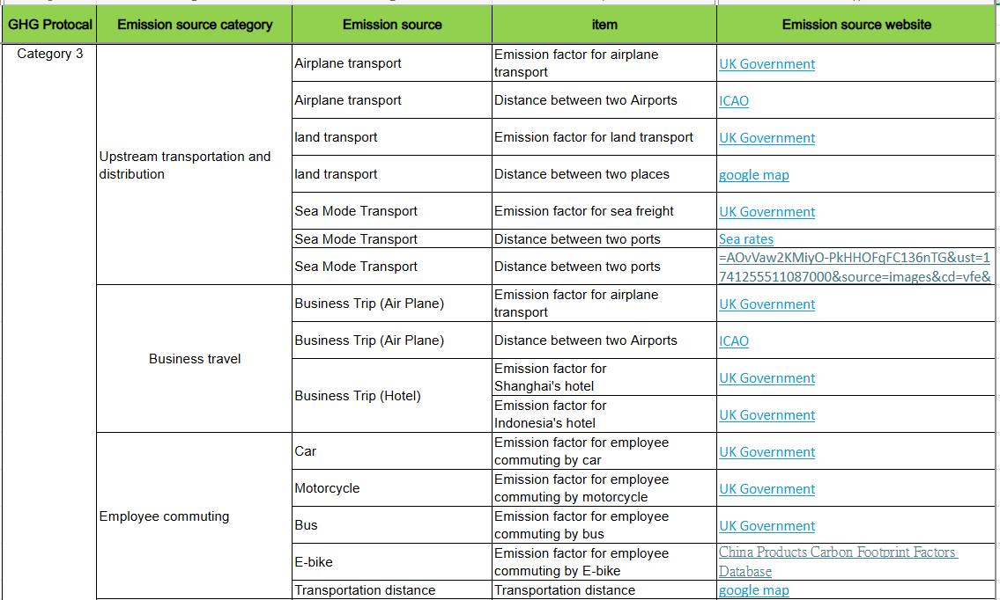 GHG Protocal Emission source category Emission source item Emission source website
Category 3
Upstream transportation and
distribution
Airplane transport
Emission factor for airplane
transport
UK Government
Airplane transport
Distance between two Airports
ICAO
land transport
Emission factor for land transport
UK Government
land transport
Distance between two places
google map
Sea Mode Transport
Emission factor for sea freight
UK Government
Sea Mode Transport
Distance between two ports
Sea rates
Sea Mode Transport
Distance between two ports
=AOvVaw2KMiyO-PkHHOFqFC136nTG&ust=1
741255511087000&source=images&cd=vfe&
Business travel
Business Trip (Air Plane)
Emission factor for airplane
transport
UK Government
Business Trip (Air Plane)
Distance between two Airports
ICAO
Business Trip (Hotel)
Emission factor for
Shanghai's hotel
UK Government
Emission factor for
Indonesia's hotel
UK Government
Employee commuting
Car
Emission factor for employee
commuting by car
UK Government
Motorcycle
Emission factor for employee
commuting by motorcycle
UK Government
Bus
Emission factor for employee
commuting by bus
UK Government
E-bike
Emission factor for employee
commuting by E-bike
China Products Carbon Footprint Factors
Database
Transportation distance
Transportation distance
google map